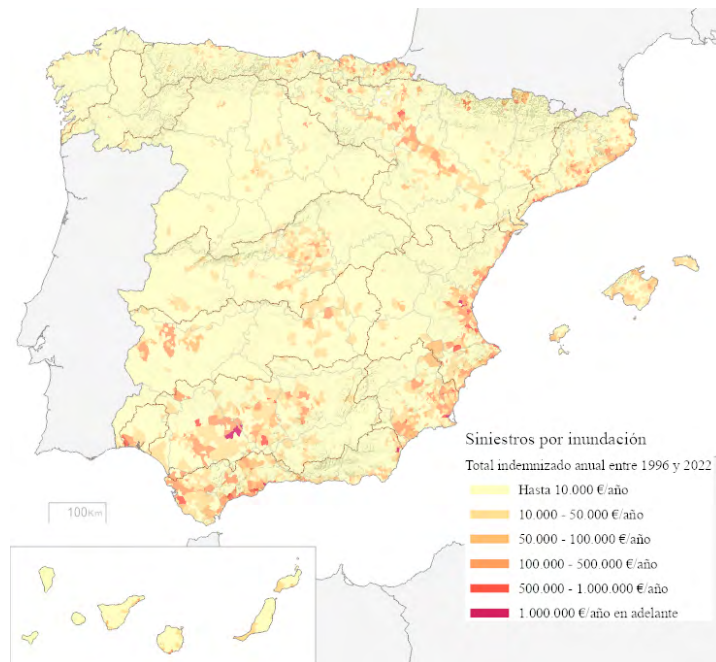 Siniestros por inundación
Total indemnizado anual entre 1996 y 2022
Hasta 10.000 €/año
10.000 - 50.000 €/año
50.000 - 100.000 €/año
100.000 - 500.000 €/año
500.000 - 1.000.000 €/año
1.000.000 €/año en adelante
100Km